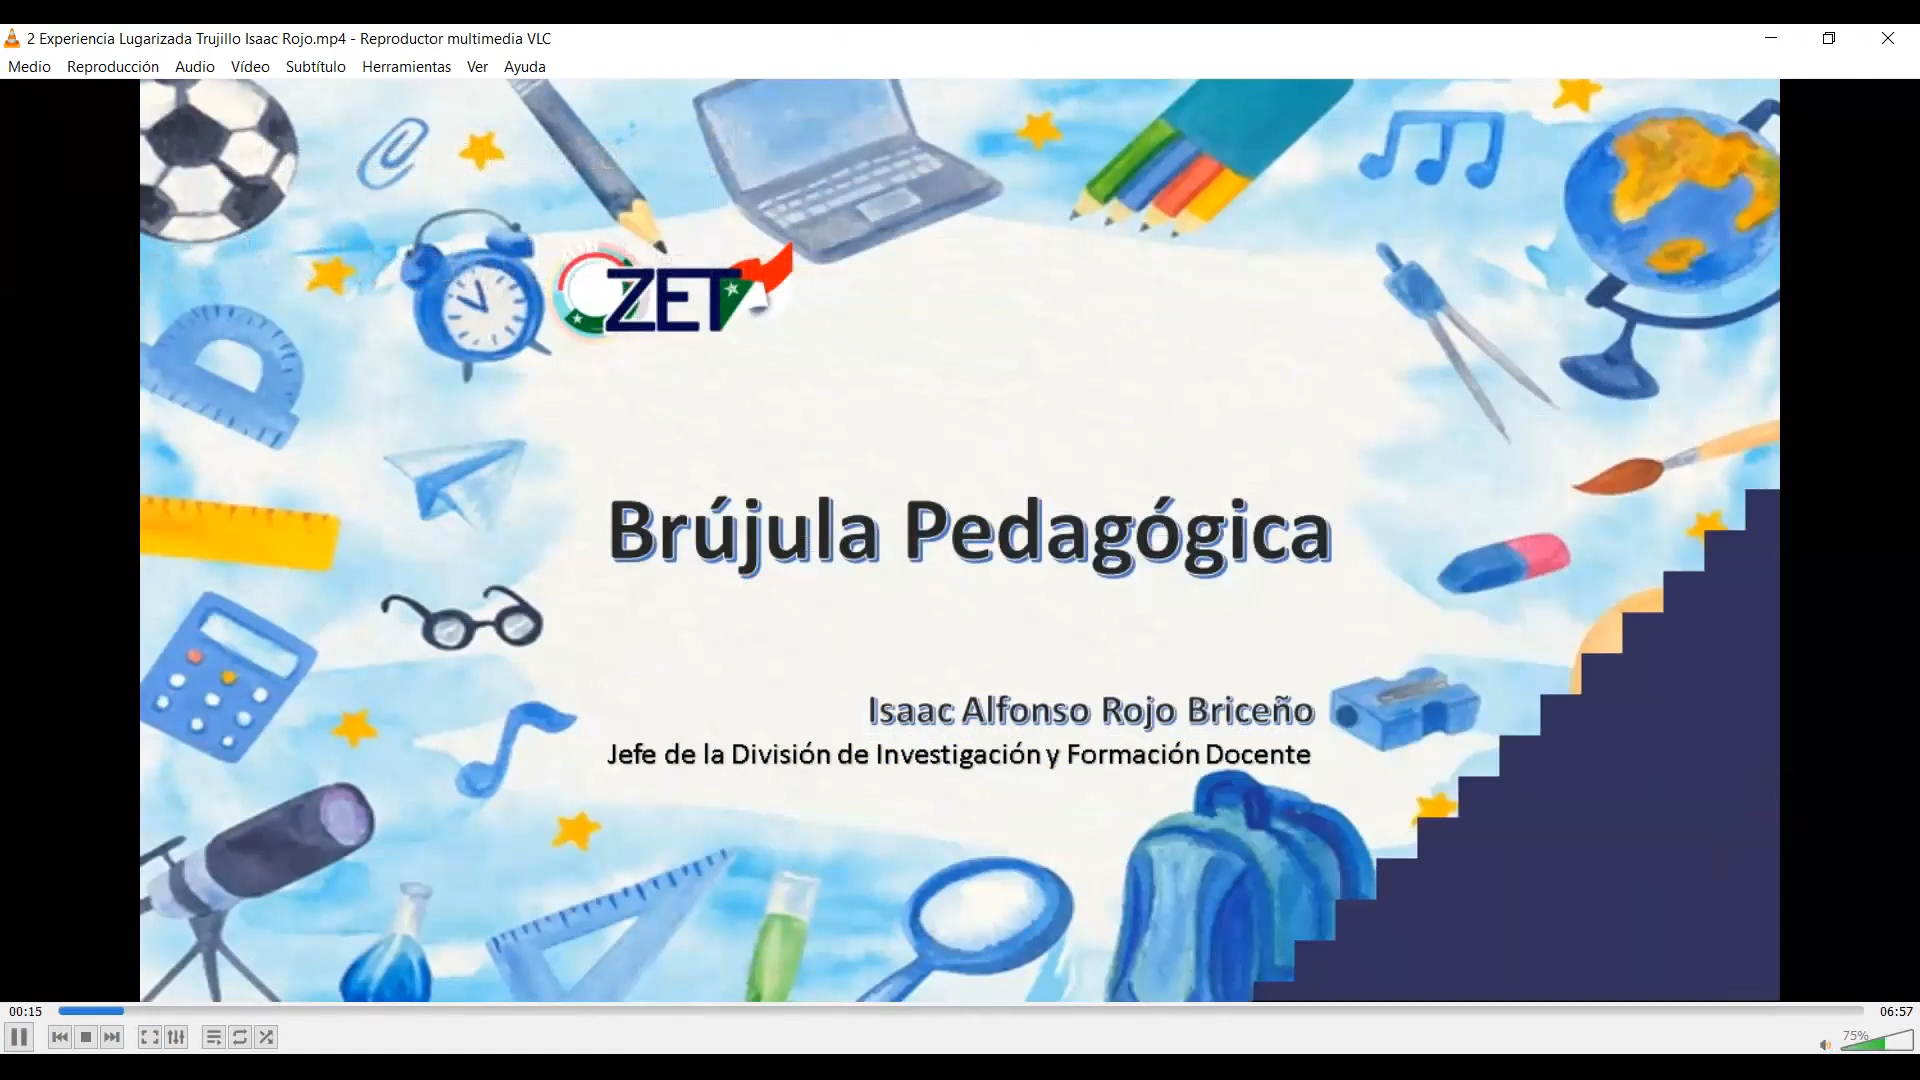 2 Experiencia Lugarizada Trujillo Isaac Rojo.mp4 - Reproductor multimedia VLC
Medio Reproducción Audio Vídeo Subtítulo Herramientas Ver Ayuda
ZET
Brújula Pedagógica
Isaac Alfonso Rojo Briceño
Jefe de la División de Investigación y Formación Docente
00:15
06:57
75%